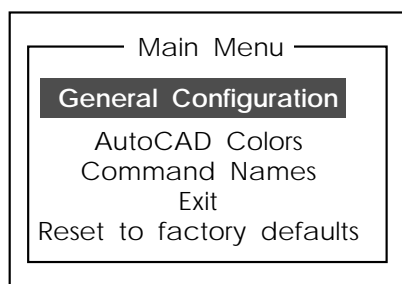 Main Menu
General Configuration
AutoCAD Colors
Command Names
Exit
Reset to factory defaults